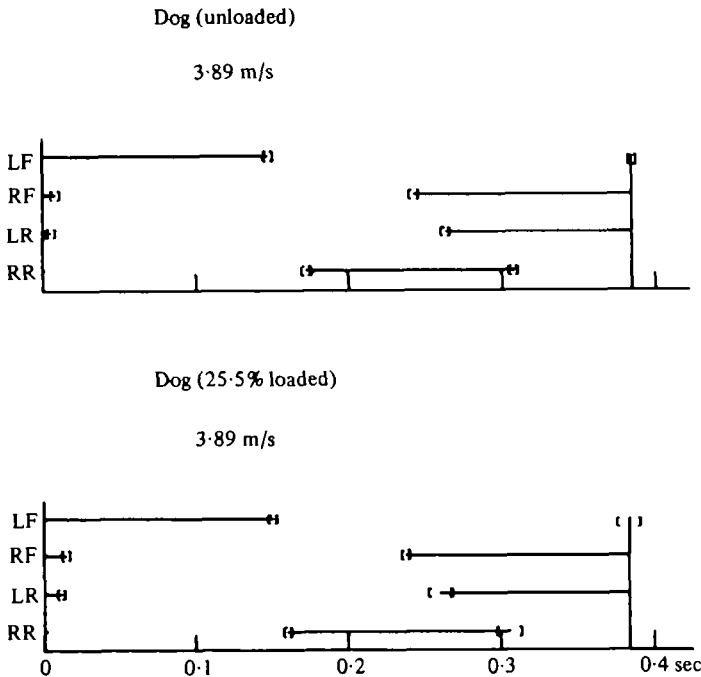 Dog (unloaded)
3·89 m/s
LF
RF
LR
RR
Dog (25·5% loaded)
3·89 m/s
LF
RF
LR
RR
0 0·1 0·2 0·3 0·4 sec